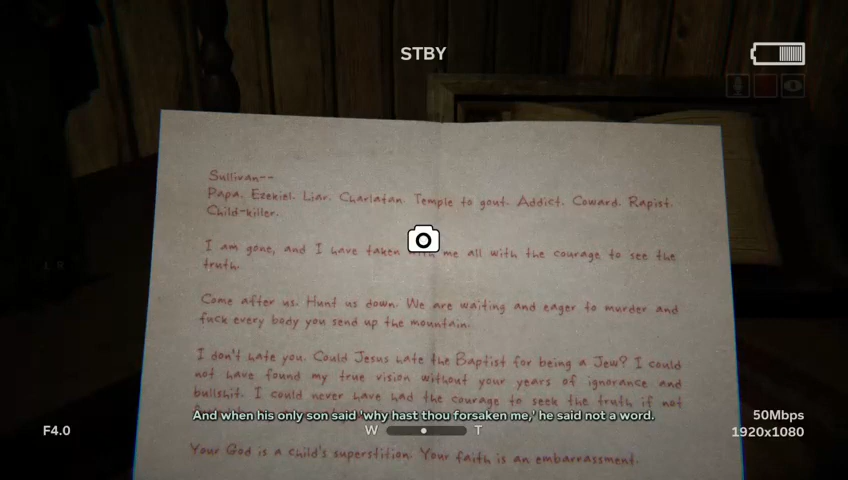 STBY
Sullivan--
Papa. Ezekiel. Liar. Charlatan. Temple to gout. Addict. Coward. Rapist.
Child-killer.
I am gone, and I have taken with me all with the courage to see the
truth.
Come after us. Hunt us down. We are waiting and eager to murder and
fuck every body you send up the mountain.
I don't hate you. Could Jesus hate the Baptist for being a Jew? I could
not have found my true vision without your years of ignorance and
bullshit. I could never have had the courage to seek the truth if not
And when his only son said 'why hast thou forsaken me,' he said not a word.
50Mbps
F4.0
W
T
1920x1080
Your God is a child's superstition. Your faith is an embarrassment.